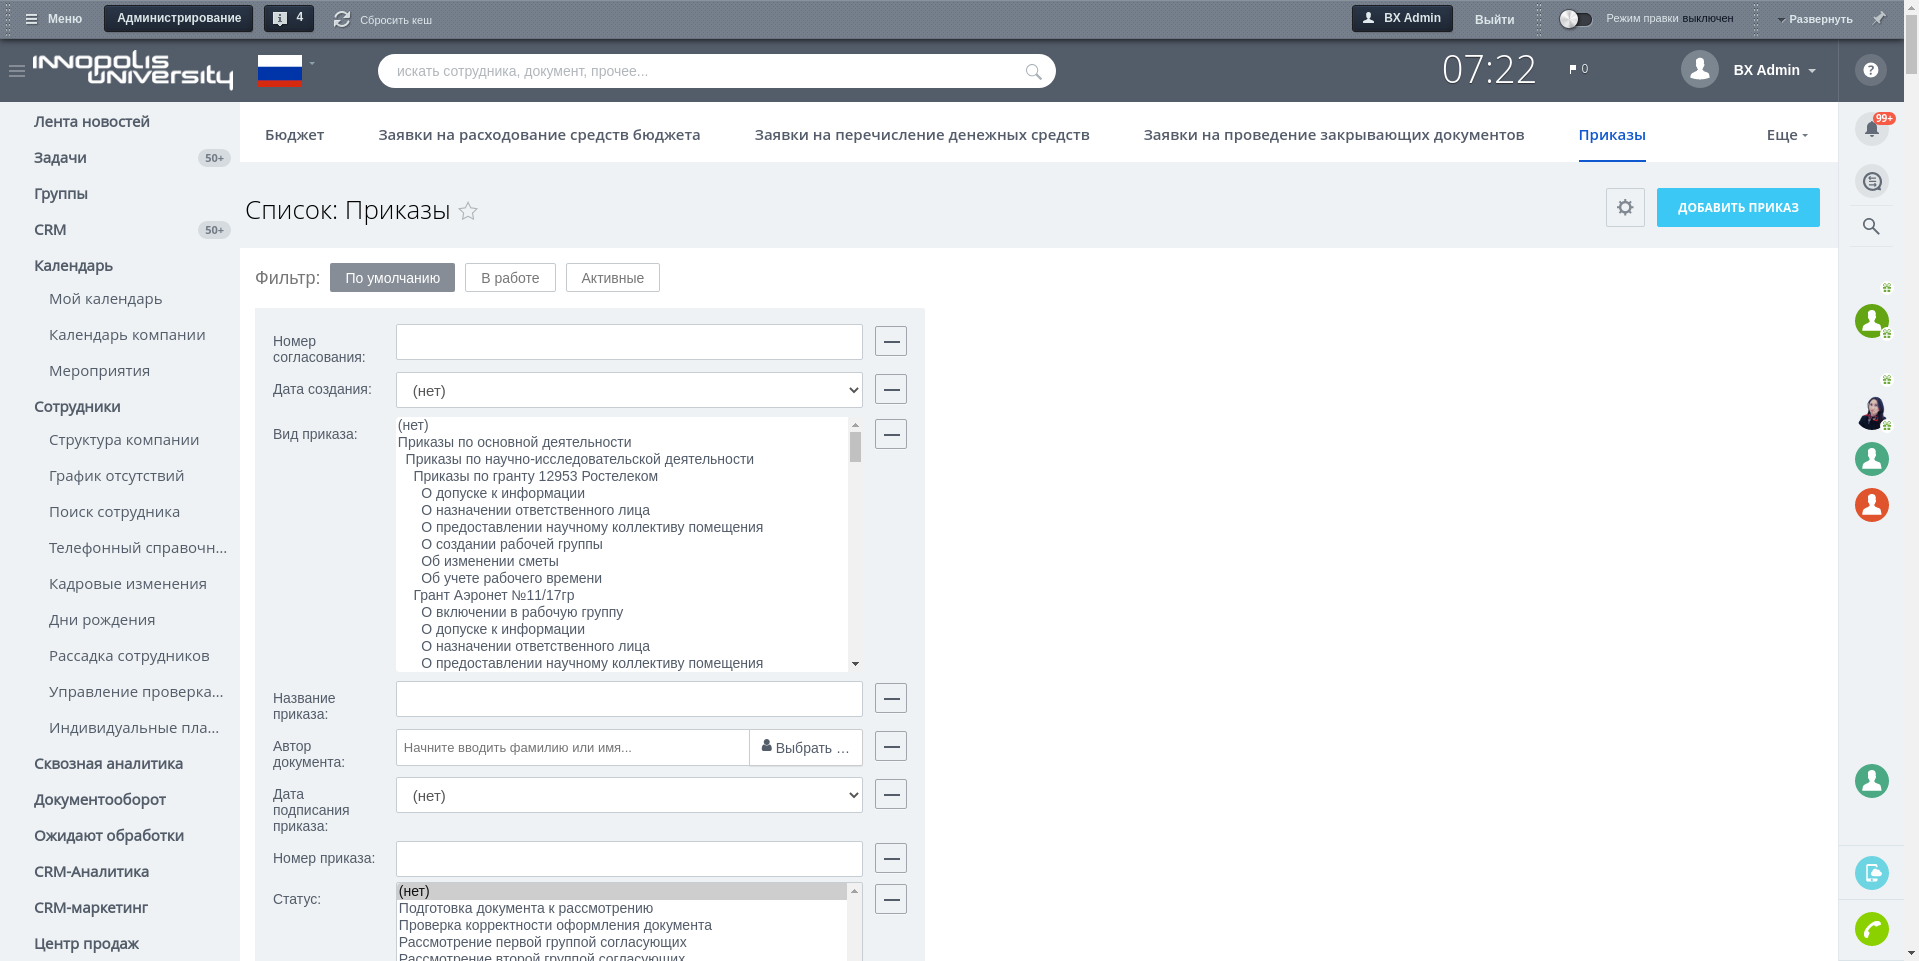 Меню
Администрирование
4
Сбросить кеш
BX Admin
Выйти
Режим правки выключен
Развернуть
INNOPOLIS
UNIVERSITY
искать сотрудника, документ, прочее...
07:22
0
BX Admin
?
Лента новостей
Задачи 50+
Группы
CRM 50+
Календарь
Мой календарь
Календарь компании
Мероприятия
Сотрудники
Структура компании
График отсутствий
Поиск сотрудника
Телефонный справочн...
Кадровые изменения
Дни рождения
Рассадка сотрудников
Управление проверка...
Индивидуальные пла...
Сквозная аналитика
Документооборот
Ожидают обработки
CRM-Аналитика
CRM-маркетинг
Центр продаж
Бюджет
Заявки на расходование средств бюджета
Заявки на перечисление денежных средств
Заявки на проведение закрывающих документов
Приказы
Еще
99+
Список: Приказы
ДОБАВИТЬ ПРИКАЗ
Фильтр:
По умолчанию
В работе
Активные
Номер
согласования:
Дата создания:
(нет)
Вид приказа:
(нет)
Приказы по основной деятельности
Приказы по научно-исследовательской деятельности
Приказы по гранту 12953 Ростелеком
О допуске к информации
О назначении ответственного лица
О предоставлении научному коллективу помещения
О создании рабочей группы
Об изменении сметы
Об учете рабочего времени
Грант Аэронет №11/17гр
О включении в рабочую группу
О допуске к информации
О назначении ответственного лица
О предоставлении научному коллективу помещения
Название
приказа:
Автор
документа:
Начните вводить фамилию или имя...
Выбрать ...
Дата
подписания
приказа:
(нет)
Номер приказа:
Статус:
(нет)
Подготовка документа к рассмотрению
Проверка корректности оформления документа
Рассмотрение первой группой согласующих
Рассмотрение второй группой согласующих